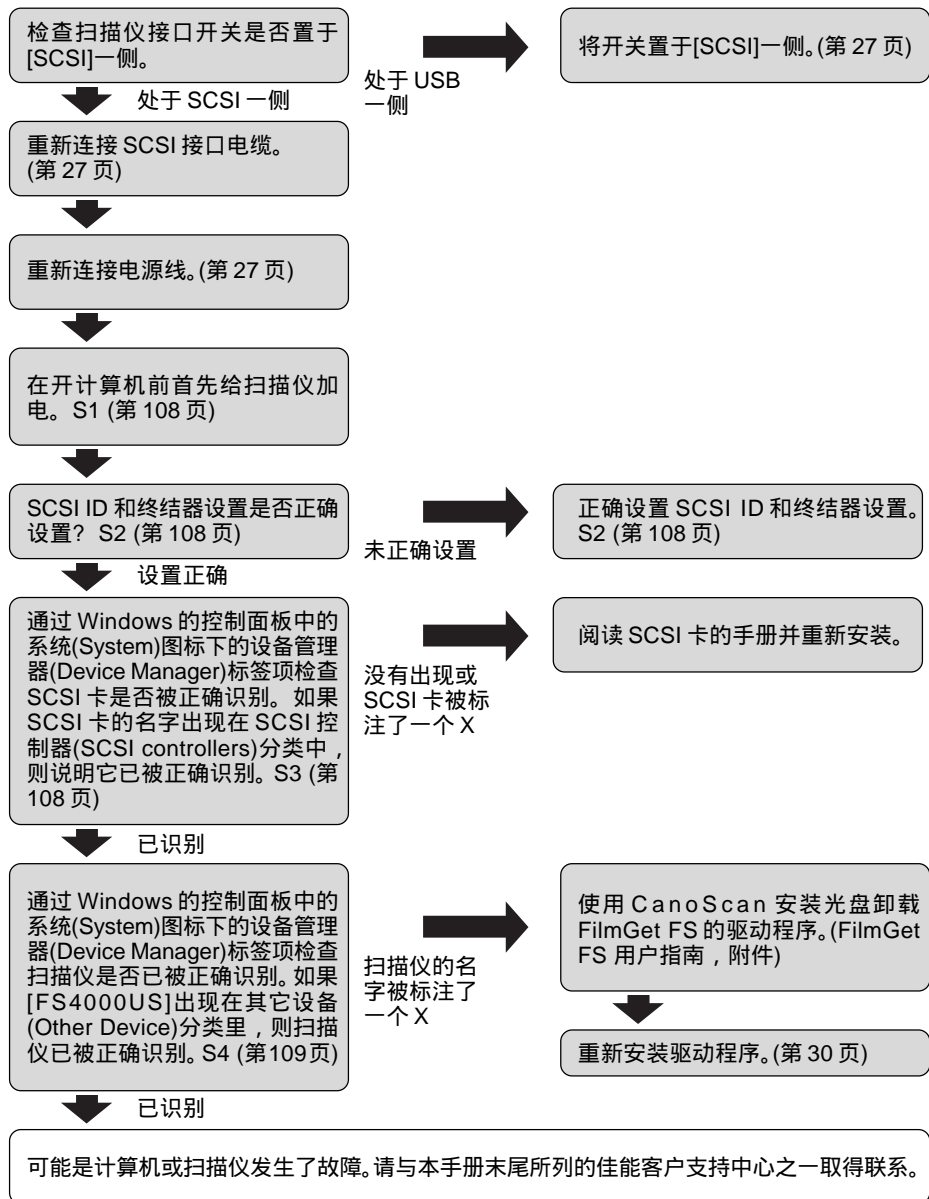 检查扫描仪接口开关是否置于
[SCSI]一侧。
处于 USB
一侧
将开关置于[SCSI]一侧。(第 27 页)
处于 SCSI 一侧
重新连接 SCSI 接口电缆。
(第 27 页)
重新连接电源线。(第 27 页)
在开计算机前首先给扫描仪加
电。S1 (第 108 页)
SCSI ID 和终结器设置是否正确
设置? S2 (第 108 页)
未正确设置
正确设置 SCSI ID 和终结器设置。
S2 (第 108 页)
设置正确
通过 Windows 的控制面板中的
系统(System)图标下的设备管理
器(Device Manager)标签项检查
SCSI 卡是否被正确识别。如果
SCSI 卡的名字出现在 SCSI 控
制器(SCSI controllers)分类中，
则说明它已被正确识别。S3 (第
108 页)
没有出现或
SCSI 卡被标
注了一个 X
阅读 SCSI 卡的手册并重新安装。
已识别
通过 Windows 的控制面板中的
系统(System)图标下的设备管理
器(Device Manager)标签项检查
扫描仪是否已被正确识别。如果
[FS4000US]出现在其它设备
(Other Device)分类里，则扫描
仪已被正确识别。S4 (第109页)
扫描仪的名
字被标注了
一个 X
使用 CanoScan 安装光盘卸载
FilmGet FS 的驱动程序。(FilmGet
FS 用户指南，附件)
重新安装驱动程序。(第 30 页)
已识别
可能是计算机或扫描仪发生了故障。请与本手册末尾所列的佳能客户支持中心之一取得联系。